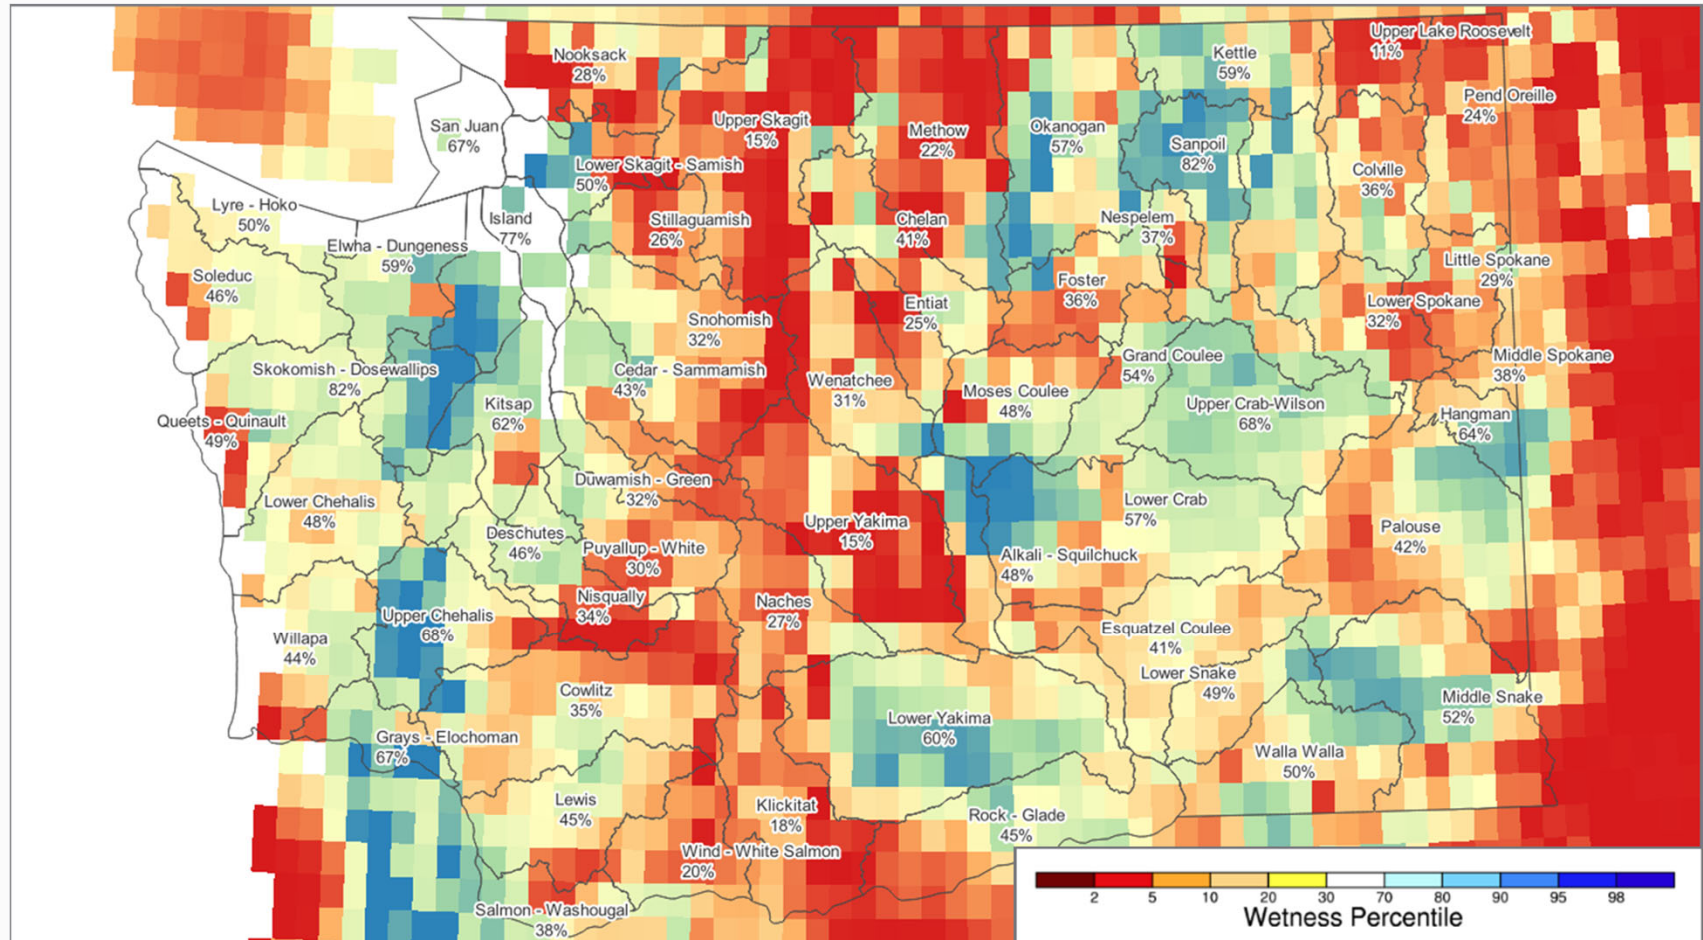 Nooksack
28%
Upper Lake Roosevelt
11%
Kettle
59%
Pend Oreille
24%
San Juan
67%
Upper Skagit
15%
Methow
22%
Okanogan
57%
Sanpoil
82%
Lower Skagit - Samish
50%
Colville
36%
Lyre - Hoko
50%
Island
77%
Stillaguamish
26%
Chelan
41%
Nespelem
37%
Elwha - Dungeness
59%
Little Spokane
29%
Soleduc
46%
Foster
36%
Entiat
25%
Lower Spokane
32%
Snohomish
32%
Skokomish - Dosewallips
82%
Cedar - Sammamish
43%
Wenatchee
31%
Grand Coulee
54%
Middle Spokane
38%
Moses Coulee
48%
Kitsap
62%
Upper Crab-Wilson
68%
Queets - Quinault
49%
Hangman
64%
Duwamish - Green
32%
Lower Chehalis
48%
Lower Crab
57%
Upper Yakima
15%
Palouse
42%
Deschutes
46%
Puyallup - White
30%
Alkali - Squilchuck
48%
Nisqually
34%
Naches
27%
Upper Chehalis
68%
Willapa
44%
Esquatzel Coulee
41%
Lower Snake
49%
Cowlitz
35%
Middle Snake
52%
Lower Yakima
60%
Grays - Elochoman
67%
Walla Walla
50%
Lewis
45%
Klickitat
18%
Rock - Glade
45%
Wind - White Salmon
20%
Salmon - Washougal
38%
2 5 10 20 30 70 80 90 95 98
Wetness Percentile